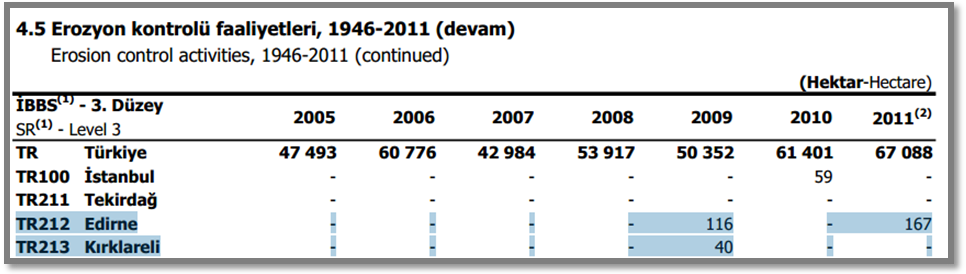 4.5 Erozyon kontrolü faaliyetleri, 1946-2011 (devam)
Erosion control activities, 1946-2011 (continued)
(Hektar-Hectare)
İBBS(1) - 3. Düzey
SR(1) - Level 3
2005 2006 2007 2008 2009 2010 2011(2)
TR Türkiye 47 493 60 776 42 984 53 917 50 352 61 401 67 088
TR100 İstanbul - - - - - 59 -
TR211 Tekirdağ - - - - - - -
TR212 Edirne - - - - 116 - 167
TR213 Kırklareli - - - - 40 - -